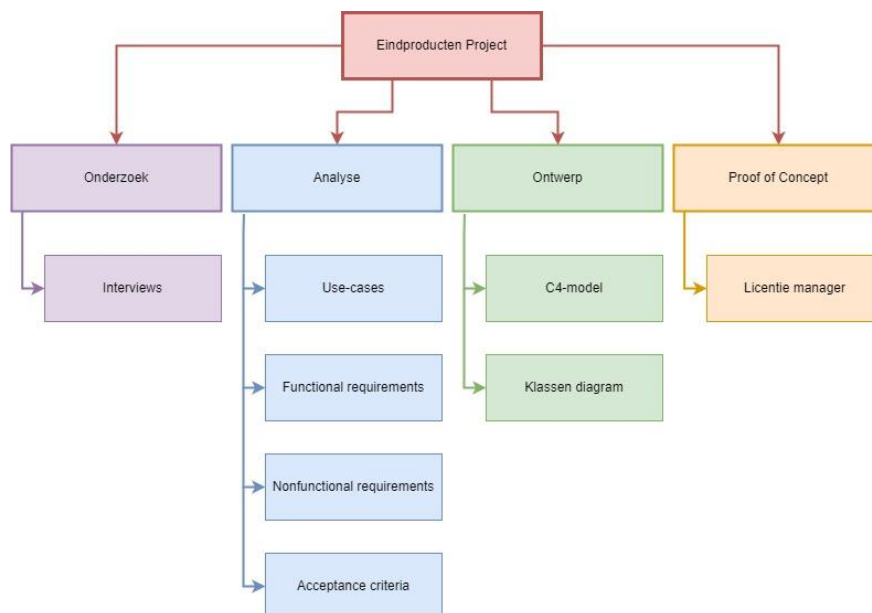 Eindproducten Project
Onderzoek
Analyse
Ontwerp
Proof of Concept
Interviews
Use-cases
C4-model
Licentie manager
Functional requirements
Klassen diagram
Nonfunctional requirements
Acceptance criteria